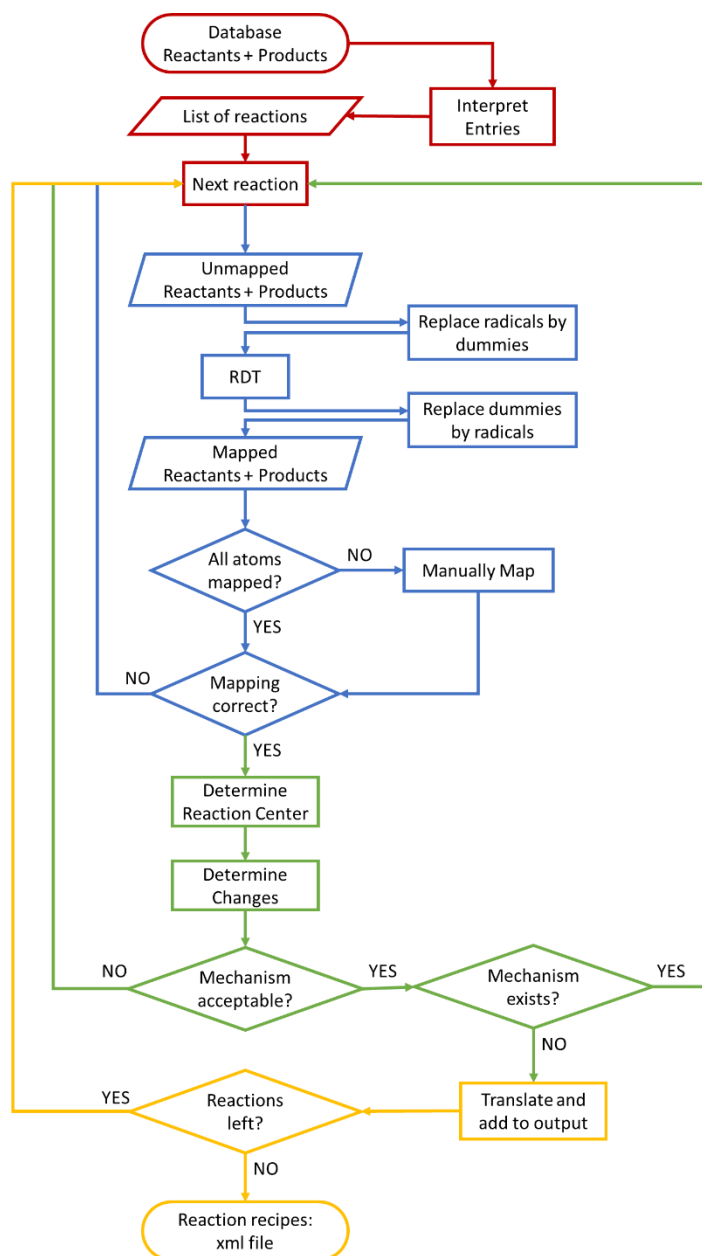 Database
Reactants + Products
Interpret
Entries
List of reactions
Next reaction
Unmapped
Reactants + Products
Replace radicals by
dummies
RDT
Replace dummies
by radicals
Mapped
Reactants + Products
All atoms
mapped?
NO
Manually Map
YES
NO
Mapping
correct?
YES
Determine
Reaction Center
Determine
Changes
NO
Mechanism
acceptable?
YES
Mechanism
exists?
YES
NO
YES
Reactions
left?
Translate and
add to output
NO
Reaction recipes:
xml file